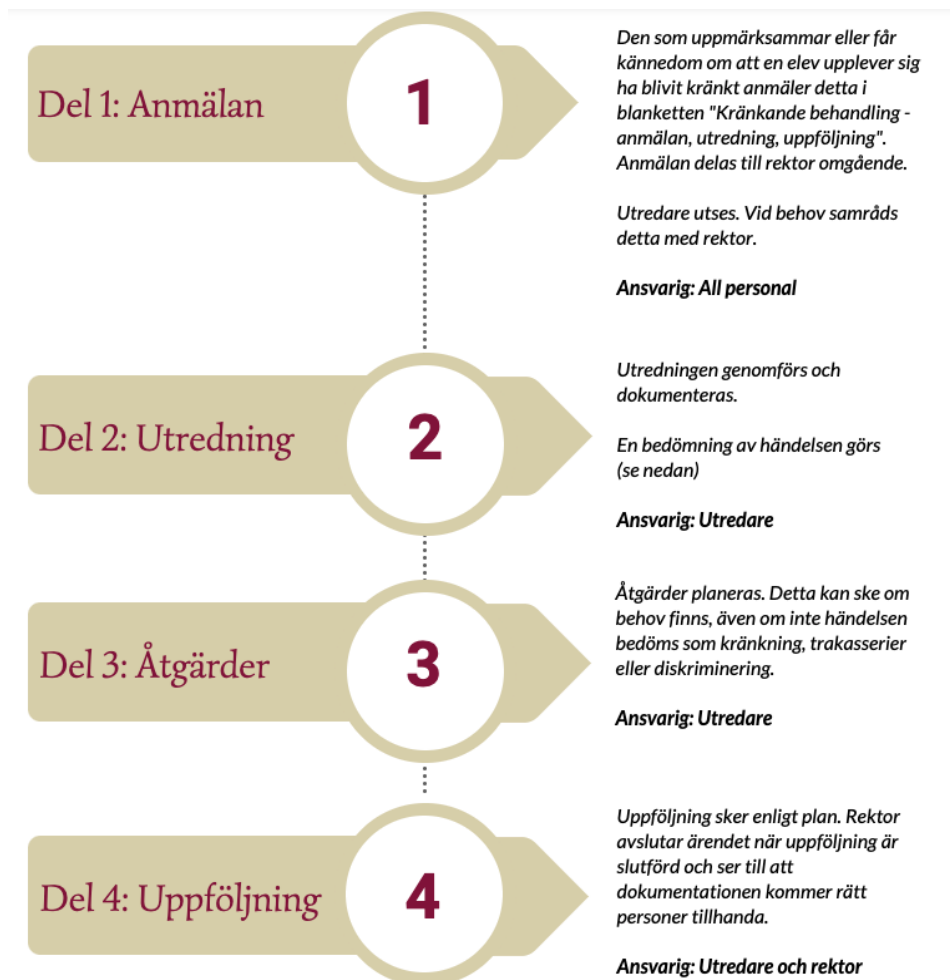 Del 1: Anmälan
1
Den som uppmärksammar eller får
kännedom om att en elev upplever sig
ha blivit kränkt anmäler detta i
blanketten "Kränkande behandling -
anmälan, utredning, uppföljning".
Anmälan delas till rektor omgående.
Utredare utses. Vid behov samråds
detta med rektor.
Ansvarig: All personal
Del 2: Utredning
2
Utredningen genomförs och
dokumenteras.
En bedömning av händelsen görs
(se nedan)
Ansvarig: Utredare
Del 3: Åtgärder
3
Åtgärder planeras. Detta kan ske om
behov finns, även om inte händelsen
bedöms som kränkning, trakasserier
eller diskriminering.
Ansvarig: Utredare
Del 4: Uppföljning
4
Uppföljning sker enligt plan. Rektor
avslutar ärendet när uppföljning är
slutförd och ser till att
dokumentationen kommer rätt
personer tillhanda.
Ansvarig: Utredare och rektor